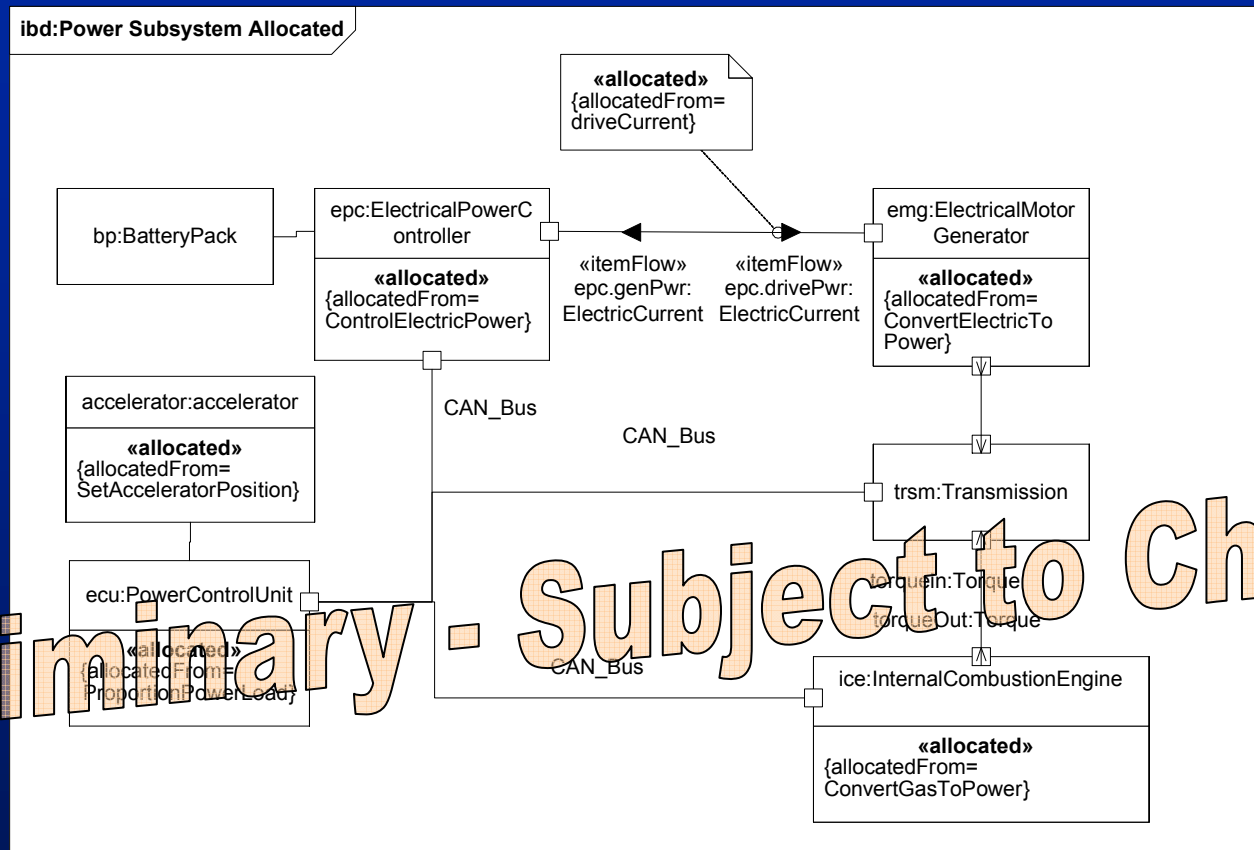 ibd:Power Subsystem Allocated
«allocated»
{allocatedFrom=
driveCurrent}
bp:BatteryPack
epc:ElectricalPowerC
ontroller
«allocated»
{allocatedFrom=
ControlElectricPower}
«itemFlow»
epc.genPwr:
ElectricCurrent
«itemFlow»
epc.drivePwr:
ElectricCurrent
emg:ElectricalMotor
Generator
«allocated»
{allocatedFrom=
ConvertElectricTo
Power}
accelerator:accelerator
«allocated»
{allocatedFrom=
SetAcceleratorPosition}
CAN_Bus
CAN_Bus
trsm:Transmission
ecu:PowerControlUnit
«allocated»
{allocatedFrom=
ProportionPowerLoad}
torquein:Torque
torqueOut:Torque
iminary - Subject to Ch
CAN_Bus
ice:InternalCombustionEngine
«allocated»
{allocatedFrom=
ConvertGasToPower}